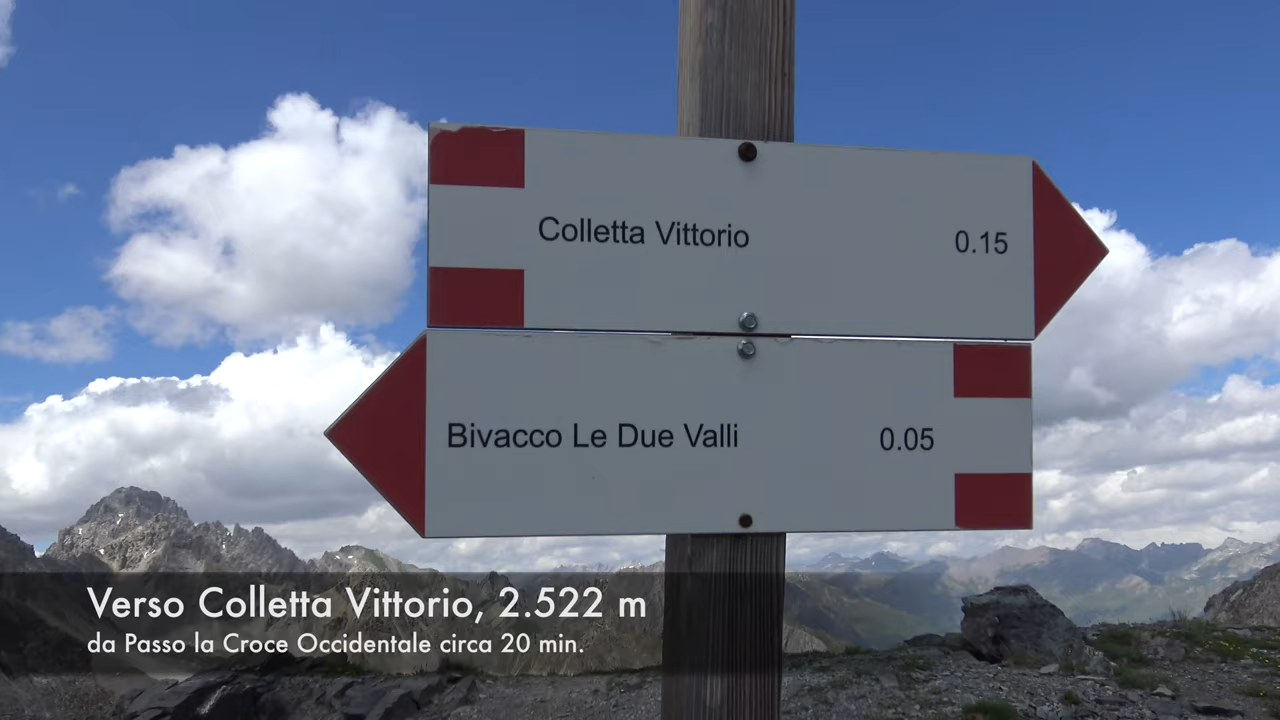 Colletta Vittorio 0.15
Bivacco Le Due Valli 0.05
Verso Colletta Vittorio, 2.522 m
da Passo la Croce Occidentale circa 20 min.